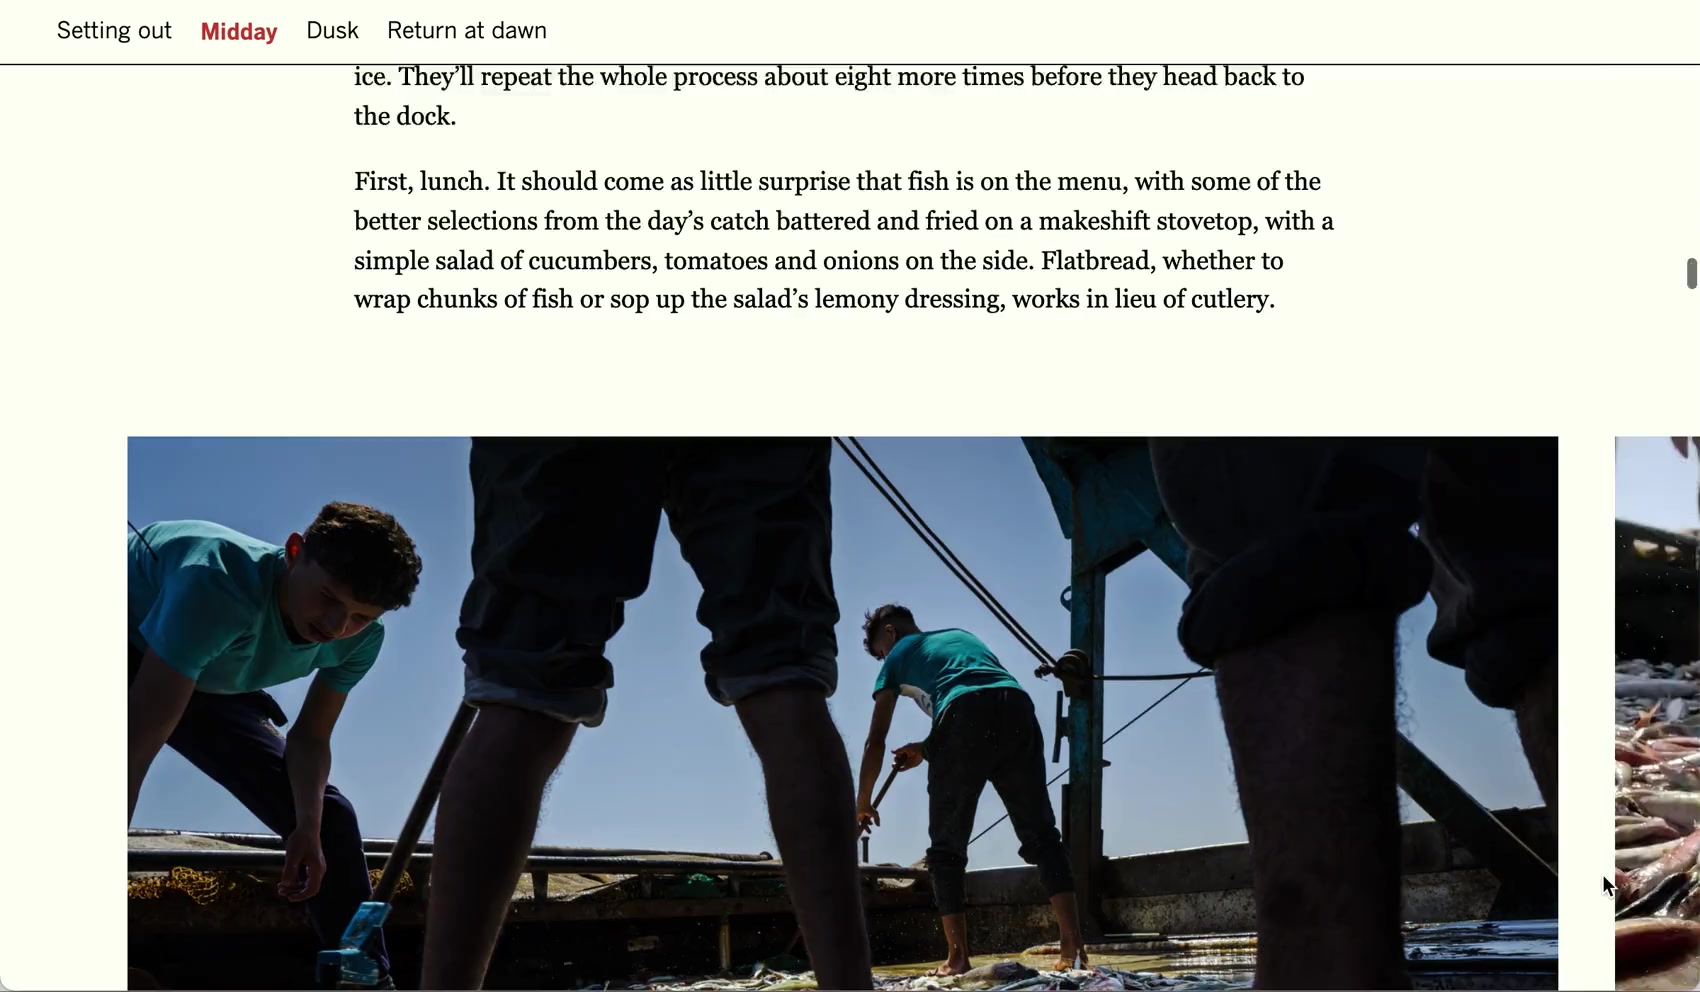 Setting out Midday Dusk Return at dawn
ice. They’ll repeat the whole process about eight more times before they head back to
the dock.
First, lunch. It should come as little surprise that fish is on the menu, with some of the
better selections from the day’s catch battered and fried on a makeshift stovetop, with a
simple salad of cucumbers, tomatoes and onions on the side. Flatbread, whether to
wrap chunks of fish or sop up the salad’s lemony dressing, works in lieu of cutlery.